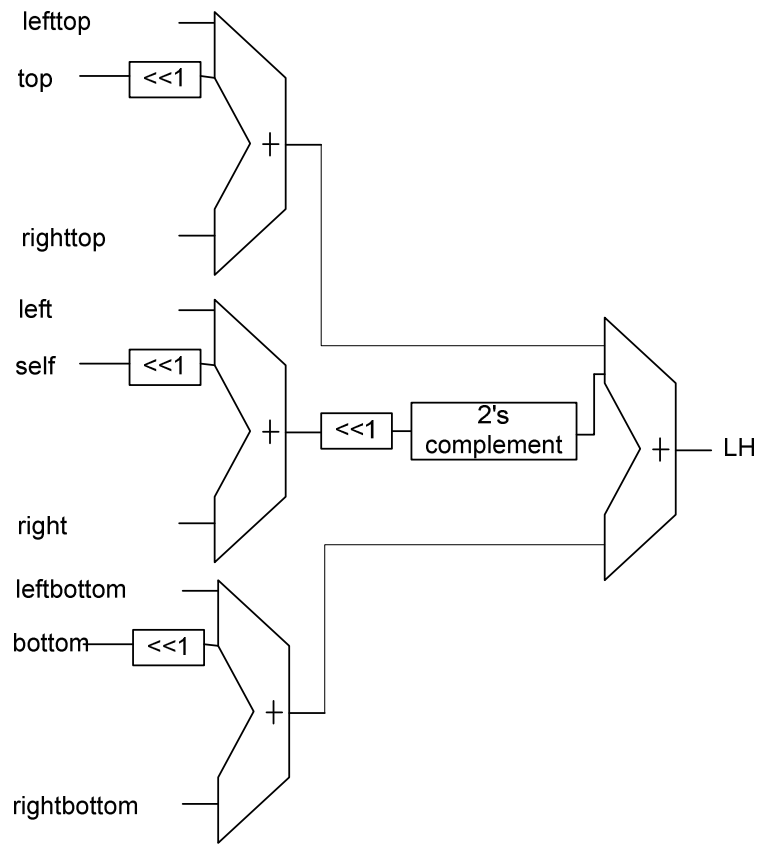 lefttop
top
<<1
+
righttop
left
self
<<1
+
<<1
2's
complement
+
LH
right
leftbottom
bottom
<<1
+
rightbottom